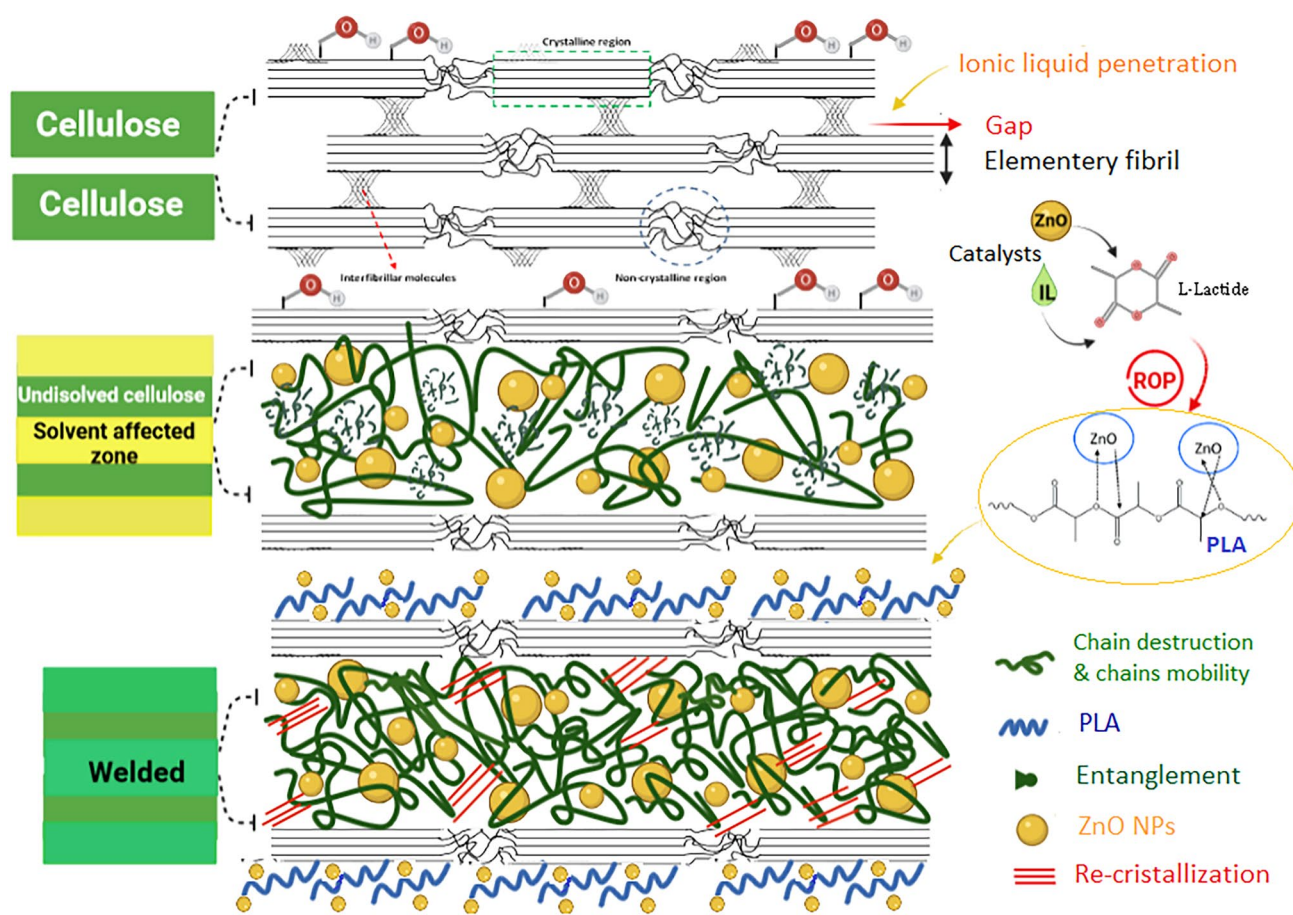 O
H
O
H
Crystalline region
O
H
O
H
Ionic liquid penetration
Cellulose
Gap
Elementery fibril
Cellulose
ZnO
Catalysts
IL
L-Lactide
Interfibrillar molecules
Non-crystalline region
O
H
O
H
O
H
O
H
ROP
Undisolved cellulose
Solvent affected
zone
ZnO
ZnO
O
O
O
O
O
O
PLA
Chain destruction
& chains mobility
PLA
Welded
Entanglement
ZnO NPs
Re-cristallization